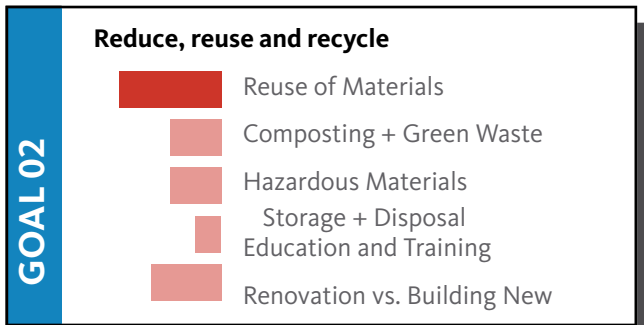 GOAL 02
Reduce, reuse and recycle
Reuse of Materials
Composting + Green Waste
Hazardous Materials
Storage + Disposal
Education and Training
Renovation vs. Building New